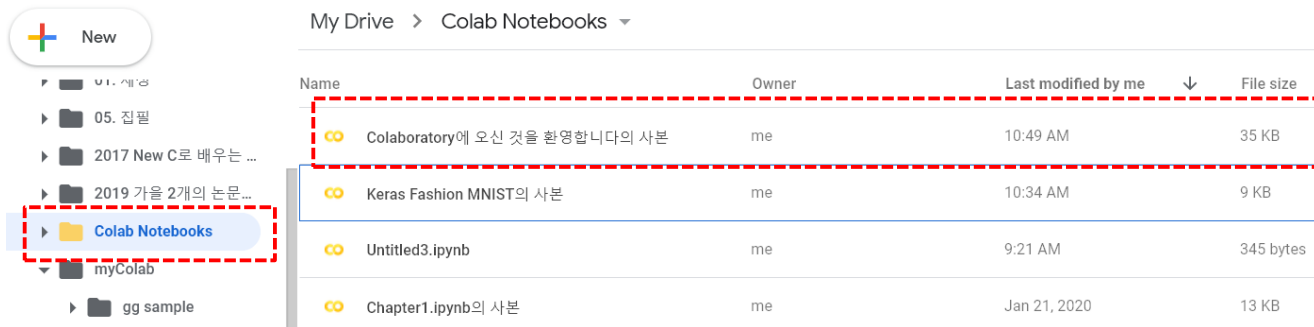 My Drive > Colab Notebooks
New
05. 집필
2017 New C로 배우는 ...
2019 가을 2개의 논문...
Colab Notebooks
myColab
gg sample
Name Owner Last modified by me File size
Colaboratory에 오신 것을 환영합니다의 사본 me 10:49 AM 35 KB
Keras Fashion MNIST의 사본 me 10:34 AM 9 KB
Untitled3.ipynb me 9:21 AM 345 bytes
Chapter1.ipynb의 사본 me Jan 21, 2020 13 KB